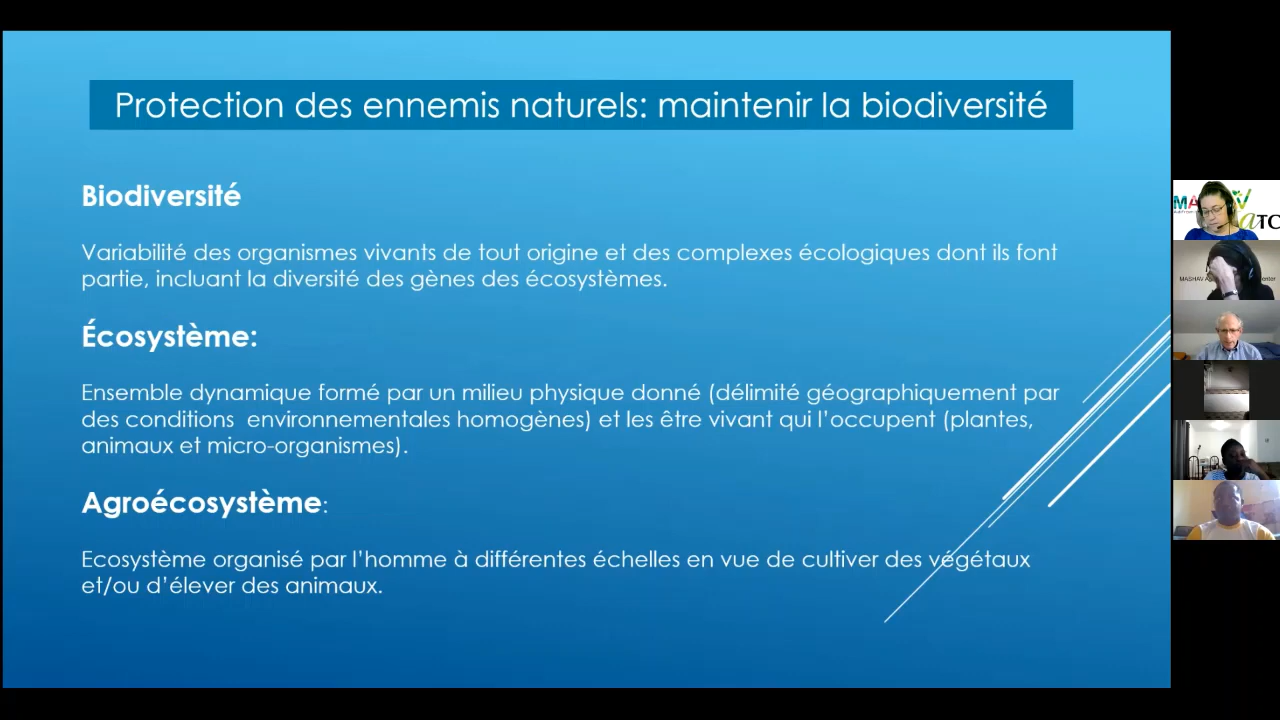 Protection des ennemis naturels: maintenir la biodiversité
Biodiversité
Variabilité des organismes vivants de tout origine et des complexes écologiques dont ils font
partie, incluant la diversité des gènes des écosystèmes.
Écosystème:
Ensemble dynamique formé par un milieu physique donné (délimité géographiquement par
des conditions  environnementales homogènes) et les être vivant qui l’occupent (plantes,
animaux et micro-organismes).
Agroécosystème:
Ecosystème organisé par l’homme à différentes échelles en vue de cultiver des végétaux
et/ou d’élever des animaux.